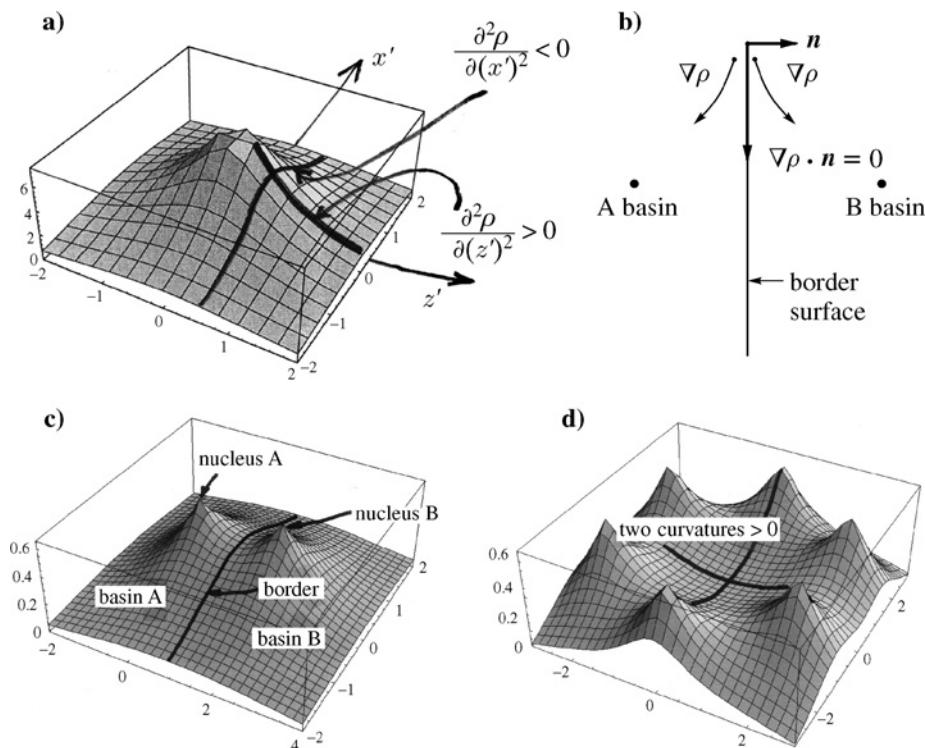 a)
x′
∂²ρ
∂(x′)² < 0
∂²ρ
∂(z′)² > 0
z′
6
4
2
0
−2
−1
0
1
2
−2
−1
0
1
2
b)
n
∇ρ ∇ρ
∇ρ · n = 0
A basin
B basin
border
surface
c)
nucleus A
nucleus B
border
basin A
basin B
0.6
0.4
0.2
0
−2
0
2
4
−2
−1
0
1
2
d)
two curvatures > 0
0.6
0.4
0.2
0
−2
0
2
−2
0
2